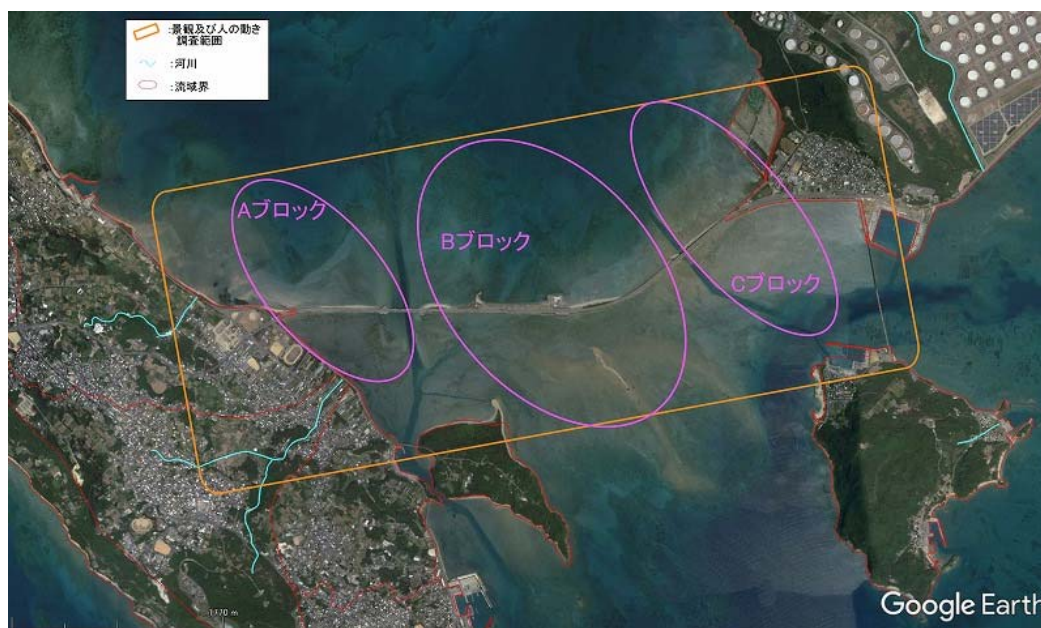 :景観及び人の動き
調査範囲
:河川
:流域界
Aブロック
Bブロック
Cブロック
1770 m
Google Earth